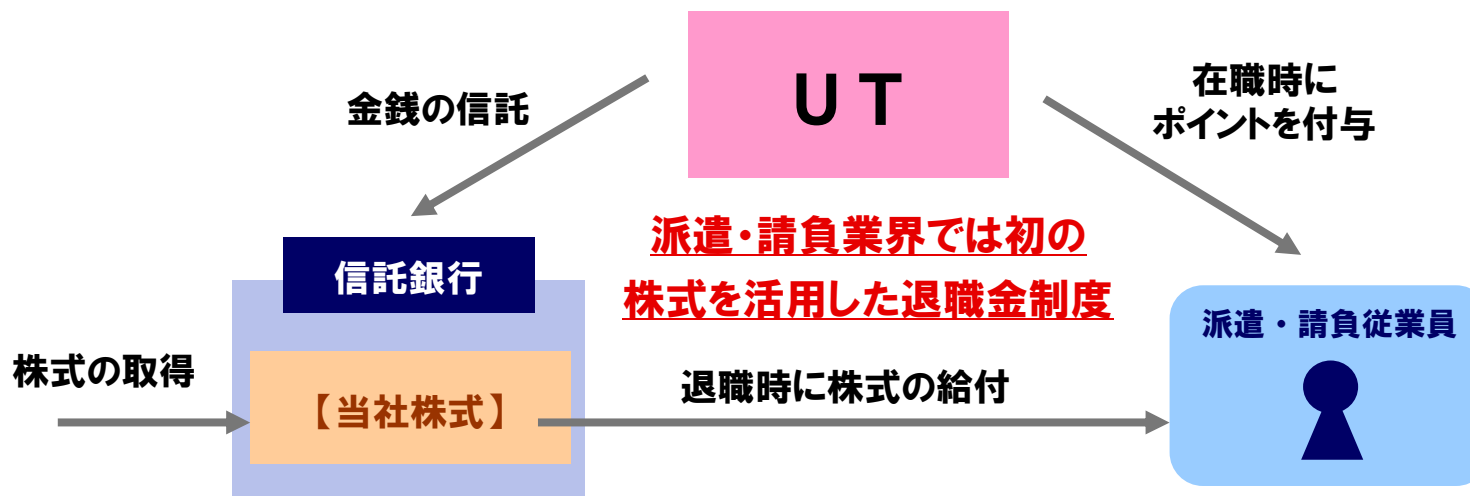 UT
金銭の信託
在職時に
ポイントを付与
派遣・請負業界では初の
株式を活用した退職金制度
信託銀行
派遣・請負従業員
株式の取得
【当社株式】
退職時に株式の給付